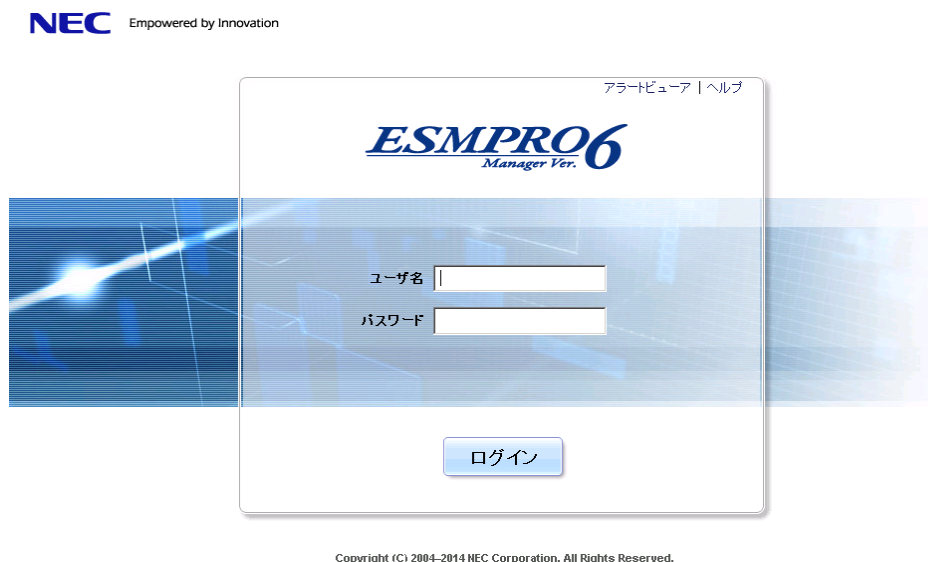 NEC Empowered by Innovation
アラートビューア | ヘルプ
ESMPRO6
Manager Ver.
ユーザ名
パスワード
ログイン
Copyright (C) 2004-2014 NEC Corporation. All Rights Reserved.